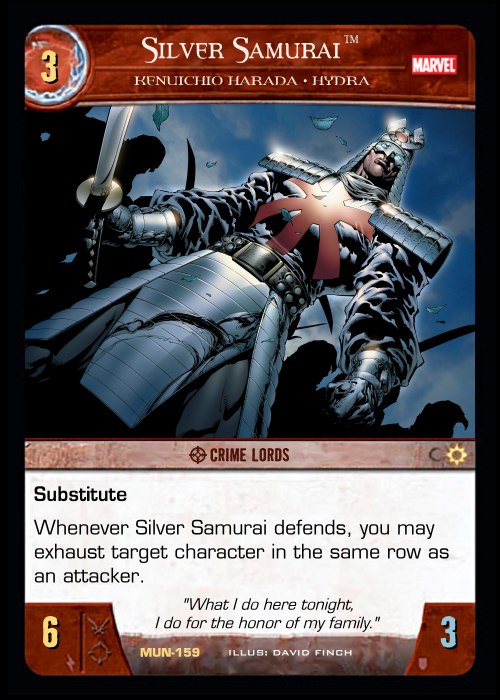 3
SILVER SAMURAI™
MARVEL
KENUICHIO HARADA • HYDRA
CRIME LORDS
C
Substitute
Whenever Silver Samurai defends, you may
exhaust target character in the same row as
an attacker.
"What I do here tonight,
I do for the honor of my family."
6
3
MUN-159 ILLUS: DAVID FINCH